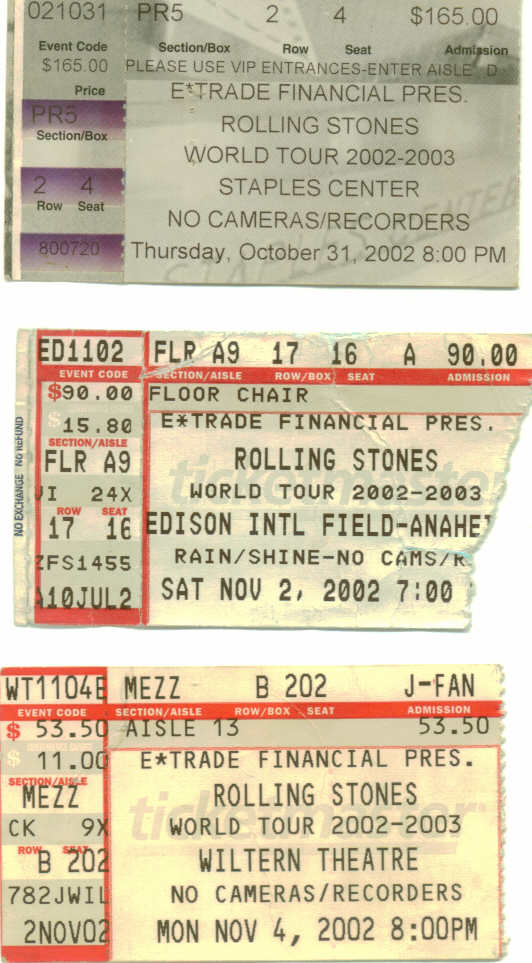 021031 PR5 2 4 $165.00
Event Code Section/Box Row Seat Admission
$165.00 PLEASE USE VIP ENTRANCES-ENTER AISLE D
Price E*TRADE FINANCIAL PRES.
PR5 ROLLING STONES
Section/Box
WORLD TOUR 2002-2003
2 4 STAPLES CENTER
Row Seat NO CAMERAS/RECORDERS
800720 Thursday, October 31, 2002 8:00 PM
STAPLES CENTER
ED1102 FLR A9 17 16 A 90.00
EVENT CODE SECTION/AISLE ROW/BOX SEAT ADMISSION
$90.00 FLOOR CHAIR
$ 15.80 E*TRADE FINANCIAL PRES.
SECTION/AISLE
FLR A9 ROLLING STONES
VI 24X WORLD TOUR 2002-2003
ROW SEAT
17 16 EDISON INTL FIELD-ANAHE
ZFS1455 RAIN/SHINE-NO CAMS/R
A10JUL2 SAT NOV 2, 2002 7:00
NO EXCHANGE NO REFUND
ticketmaster
WT1104E MEZZ B 202 J-FAN
EVENT CODE SECTION/AISLE ROW/BOX SEAT ADMISSION
$ 53.50 AISLE 13 53.50
$ 11.00 E*TRADE FINANCIAL PRES.
SECTION/AISLE
MEZZ ROLLING STONES
CK 9X WORLD TOUR 2002-2003
ROW SEAT
B 202 WILTERN THEATRE
782JWIL NO CAMERAS/RECORDERS
2NOV02 MON NOV 4, 2002 8:00PM
ticketmaster